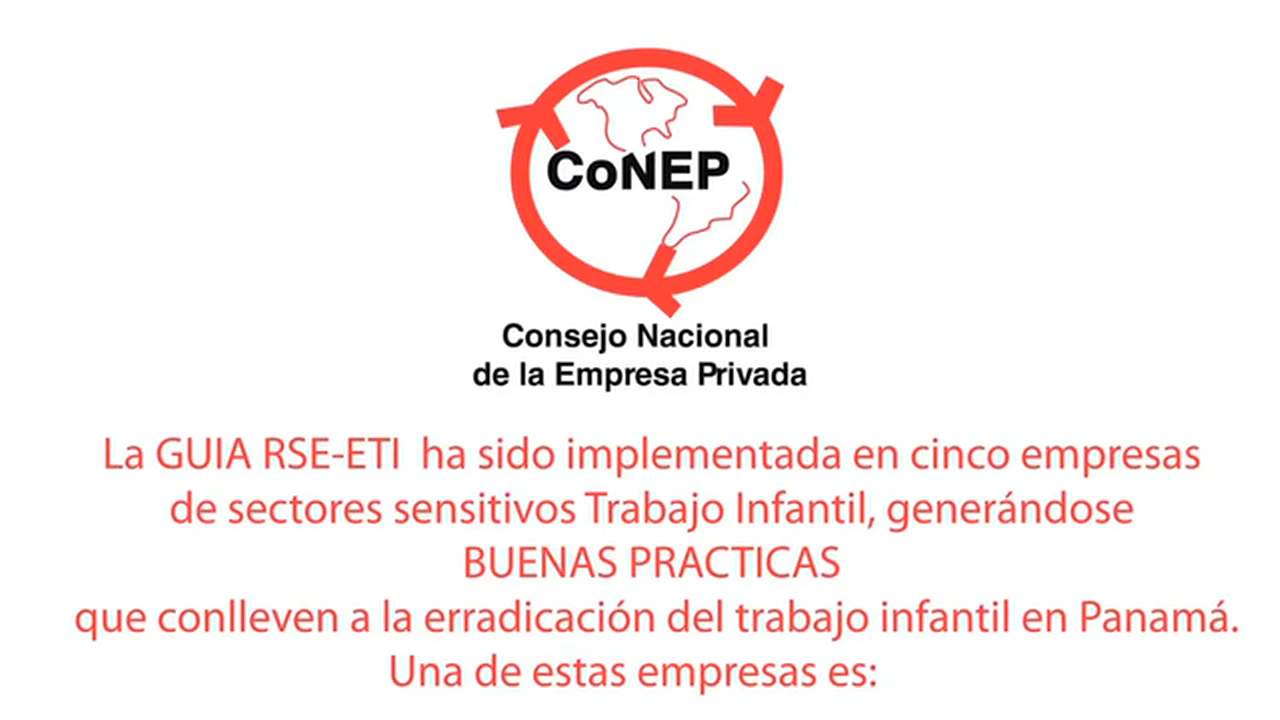 CoNEP
Consejo Nacional
de la Empresa Privada
La GUIA RSE-ETI ha sido implementada en cinco empresas
de sectores sensitivos Trabajo Infantil, generándose
BUENAS PRACTICAS
que conlleven a la erradicación del trabajo infantil en Panamá.
Una de estas empresas es: